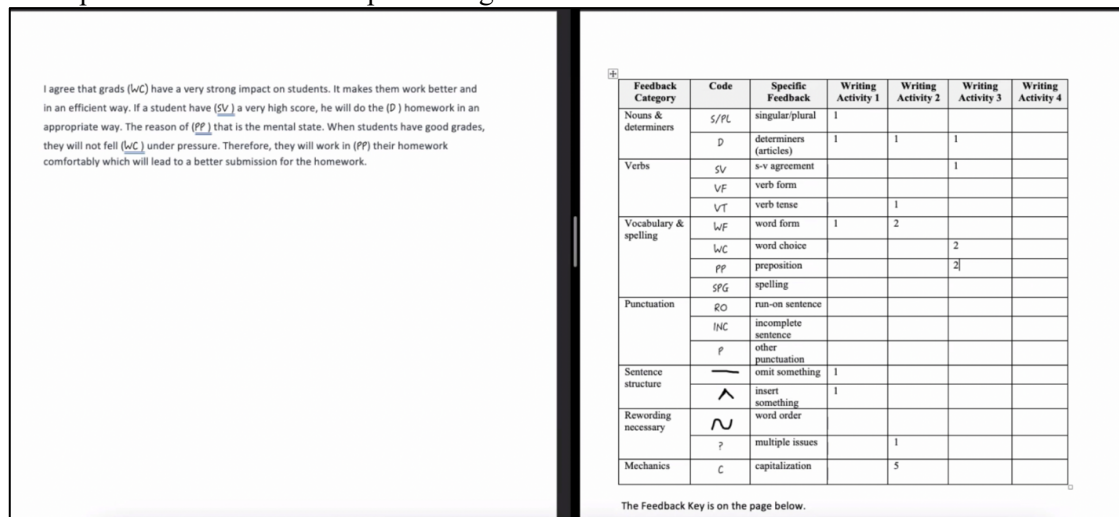 I agree that grads (WC) have a very strong impact on students. It makes them work better and
in an efficient way. If a student have (SV ) a very high score, he will do the (D ) homework in an
appropriate way. The reason of (PP ) that is the mental state. When students have good grades,
they will not fell (WC ) under pressure. Therefore, they will work in (PP) their homework
comfortably which will lead to a better submission for the homework.
Feedback Category Code Specific Feedback Writing Activity 1 Writing Activity 2 Writing Activity 3 Writing Activity 4
Nouns & determiners S/PL singular/plural 1
D determiners (articles) 1 1 1
Verbs SV s-v agreement 1
VF verb form
VT verb tense 1
Vocabulary & spelling WF word form 1 2
WC word choice 2
PP preposition 2
SPG spelling
Punctuation RO run-on sentence
INC incomplete sentence
P other punctuation
Sentence structure — omit something 1
^ insert something 1
Rewording necessary word order
? multiple issues 1
Mechanics C capitalization 5
The Feedback Key is on the page below.